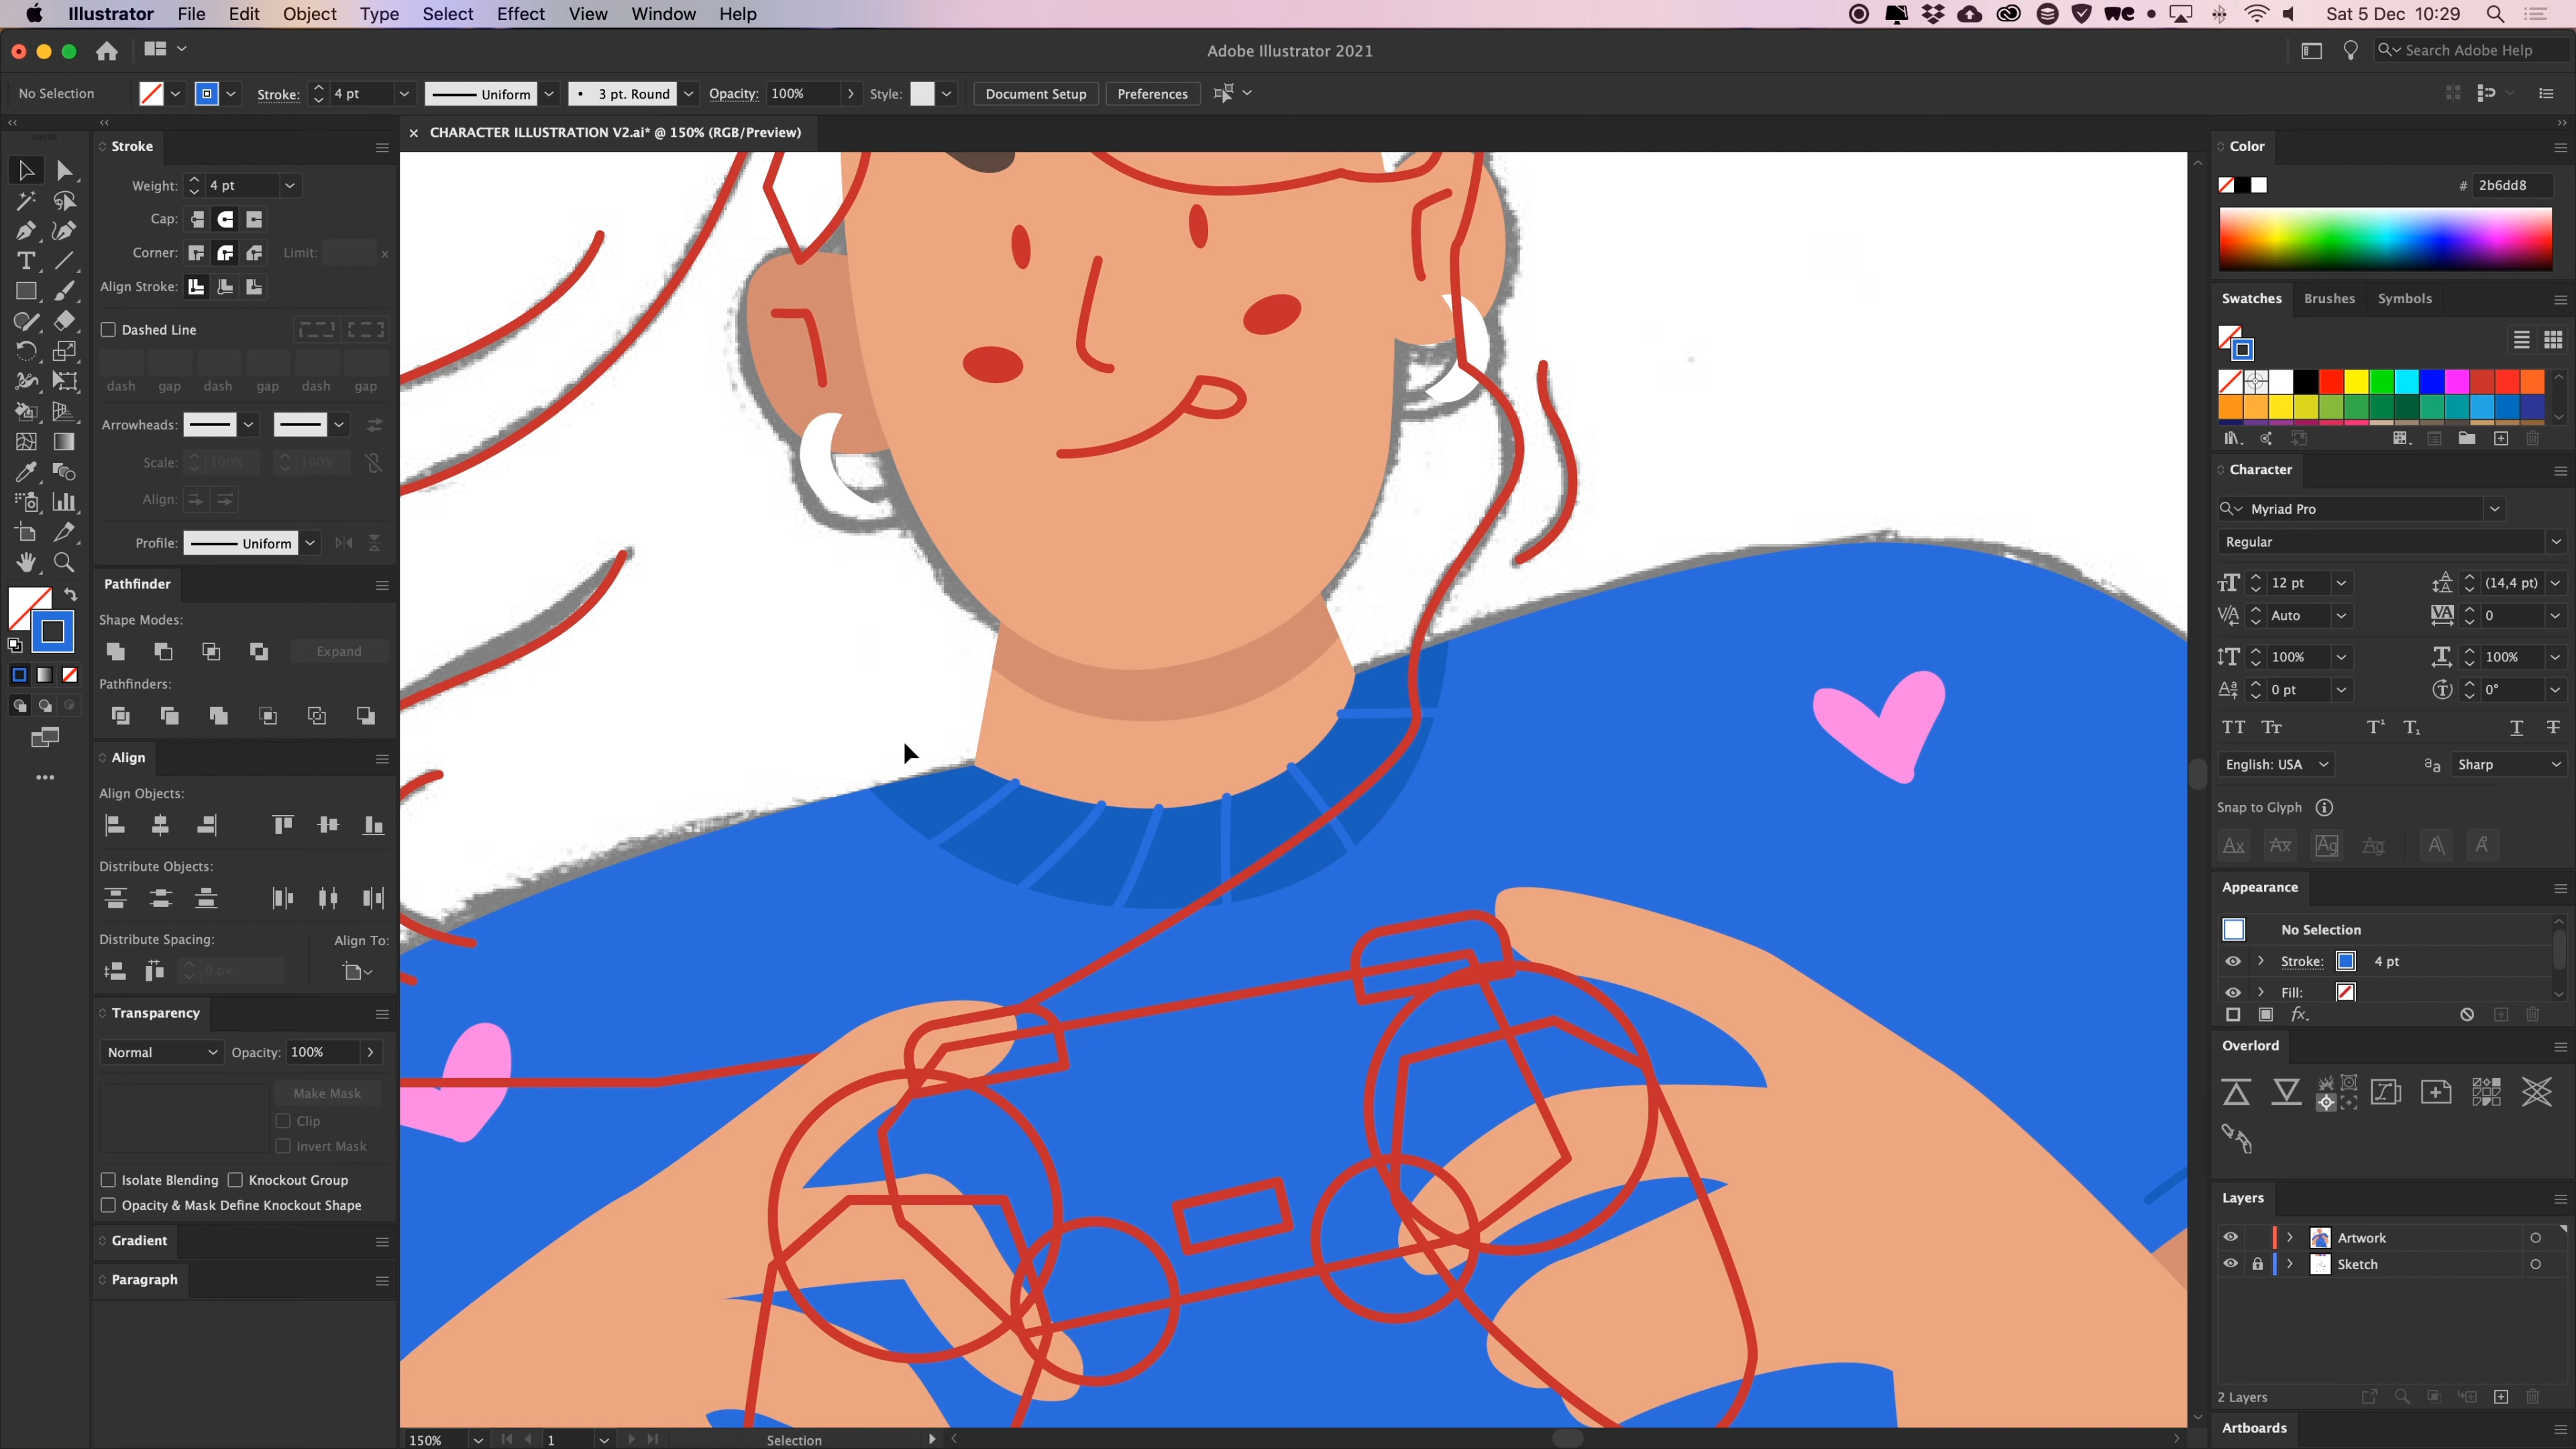 Illustrator File Edit Object Type Select Effect View Window Help
Sat 5 Dec 10:29
Adobe Illustrator 2021
Search Adobe Help
No Selection
Stroke: 4 pt
Uniform
3 pt. Round
Opacity: 100%
Style:
Document Setup
Preferences
× CHARACTER ILLUSTRATION V2.ai* @ 150% (RGB/Preview)
Stroke
Weight: 4 pt
Cap:
Corner:
Limit: x
Align Stroke:
Dashed Line
dash gap dash gap dash gap
Arrowheads:
Scale: 100% 100%
Align:
Profile: Uniform
Pathfinder
Shape Modes:
Expand
Pathfinders:
Align
Align Objects:
Distribute Objects:
Distribute Spacing: Align To:
0 px
Transparency
Normal Opacity: 100%
Make Mask
Clip
Invert Mask
Isolate Blending Knockout Group
Opacity & Mask Define Knockout Shape
Gradient
Paragraph
150% 1 Selection
Color
# 2b6dd8
Swatches Brushes Symbols
Character
Myriad Pro
Regular
12 pt (14,4 pt)
Auto 0
100% 100%
0 pt 0°
English: USA Sharp
Snap to Glyph
Appearance
No Selection
Stroke: 4 pt
Fill:
fx.
Overlord
Layers
Artwork
Sketch
2 Layers
Artboards